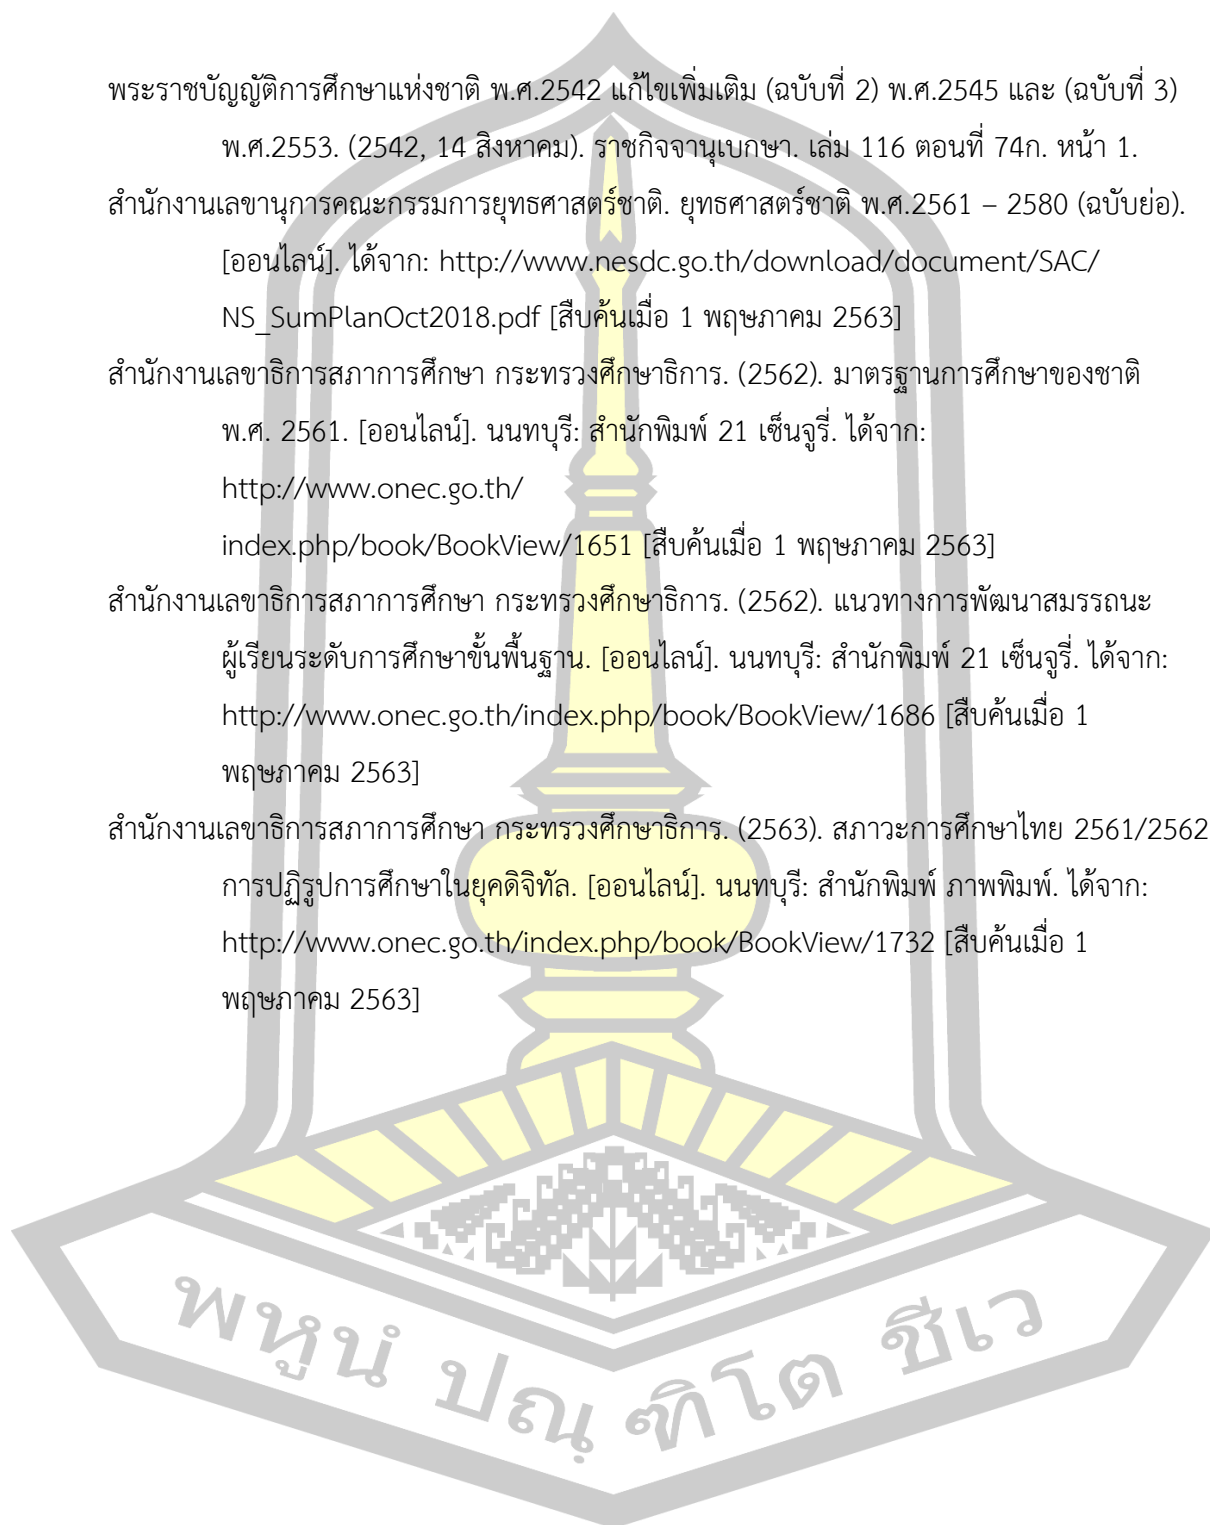 พระราชบัญญัติการศึกษาแห่งชาติ พ.ศ.2542 แก้ไขเพิ่มเติม (ฉบับที่ 2) พ.ศ.2545 และ (ฉบับที่ 3)
พ.ศ.2553. (2542, 14 สิงหาคม). ราชกิจจานุเบกษา. เล่ม 116 ตอนที่ 74ก. หน้า 1.
สำนักงานเลขานุการคณะกรรมการยุทธศาสตร์ชาติ. ยุทธศาสตร์ชาติ พ.ศ.2561 – 2580 (ฉบับย่อ).
[ออนไลน์]. ได้จาก: http://www.nesdc.go.th/download/document/SAC/
NS_SumPlanOct2018.pdf [สืบค้นเมื่อ 1 พฤษภาคม 2563]
สำนักงานเลขาธิการสภาการศึกษา กระทรวงศึกษาธิการ. (2562). มาตรฐานการศึกษาของชาติ
พ.ศ. 2561. [ออนไลน์]. นนทบุรี: สำนักพิมพ์ 21 เซ็นจูรี่. ได้จาก:
http://www.onec.go.th/
index.php/book/BookView/1651 [สืบค้นเมื่อ 1 พฤษภาคม 2563]
สำนักงานเลขาธิการสภาการศึกษา กระทรวงศึกษาธิการ. (2562). แนวทางการพัฒนาสมรรถนะ
ผู้เรียนระดับการศึกษาขั้นพื้นฐาน. [ออนไลน์]. นนทบุรี: สำนักพิมพ์ 21 เซ็นจูรี่. ได้จาก:
http://www.onec.go.th/index.php/book/BookView/1686 [สืบค้นเมื่อ 1
พฤษภาคม 2563]
สำนักงานเลขาธิการสภาการศึกษา กระทรวงศึกษาธิการ. (2563). สภาวะการศึกษาไทย 2561/2562
การปฏิรูปการศึกษาในยุคดิจิทัล. [ออนไลน์]. นนทบุรี: สำนักพิมพ์ ภาพพิมพ์. ได้จาก:
http://www.onec.go.th/index.php/book/BookView/1732 [สืบค้นเมื่อ 1
พฤษภาคม 2563]
พหูนํ ปณฺฑิโต ชีเว